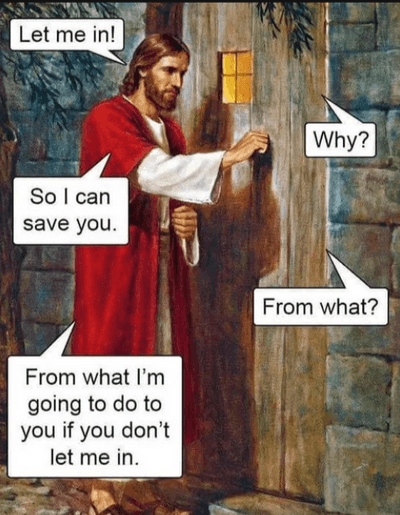 Let me in!
Why?
So I can
save you.
From what?
From what I'm
going to do to
you if you don't
let me in.